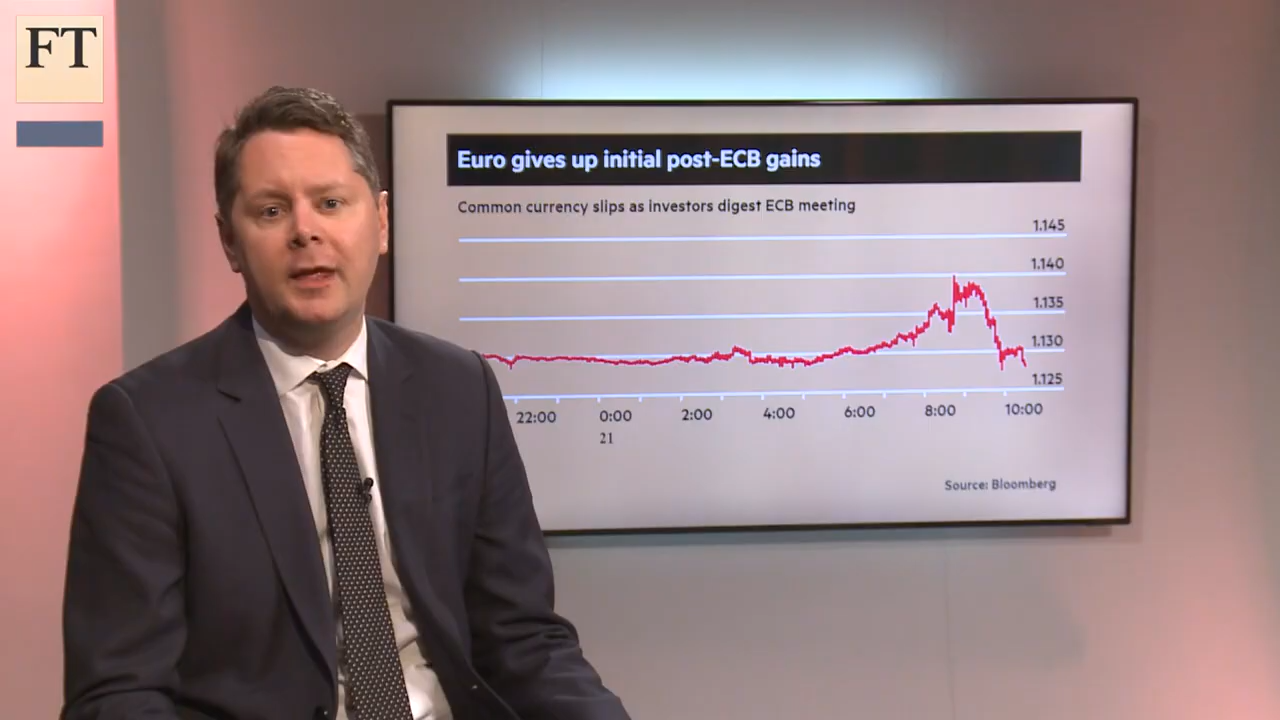 FT
Euro gives up initial post-ECB gains
Common currency slips as investors digest ECB meeting
1.145
1.140
1.135
1.130
1.125
22:00 0:00 2:00 4:00 6:00 8:00 10:00
21
Source: Bloomberg